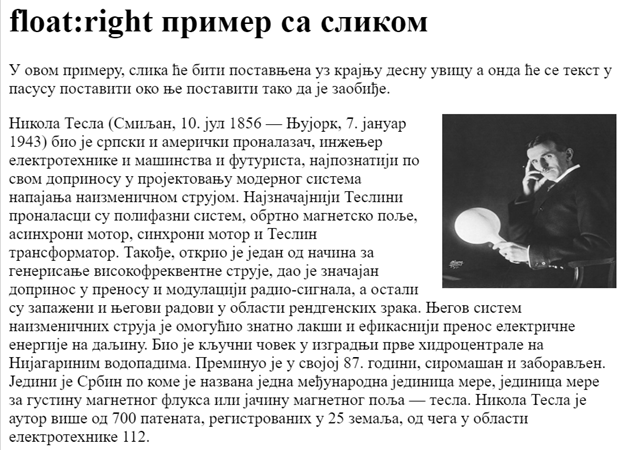 float:right пример са сликом
У овом примеру, слика ће бити поставњена уз крајњу десну увицу а онда ће се текст у
пасусу поставити око ње поставити тако да је заобиђе.
Никола Тесла (Смиљан, 10. јул 1856 — Њујорк, 7. јануар
1943) био је српски и амерички проналазач, инжењер
електротехнике и машинства и футуриста, најпознатији по
свом доприносу у пројектовању модерног система
напајања наизменичном струјом. Најзначајнији Теслини
проналасци су полифазни систем, обртно магнетско поље,
асинхрони мотор, синхрони мотор и Теслин
трансформатор. Такође, открио је један од начина за
генерисање високофреквентне струје, дао је значајан
допринос у преносу и модулацији радио-сигнала, а остали
су запажени и његови радови у области рендгенских зрака. Његов систем
наизменичних струја је омогућио знатно лакши и ефикаснији пренос електричне
енергије на даљину. Био је кључни човек у изградњи прве хидроцентрале на
Нијагариним водопадима. Преминуо је у својој 87. години, сиромашан и заборављен.
Једини је Србин по коме је названа једна међународна јединица мере, јединица мере
за густину магнетног флукса или јачину магнетног поља — тесла. Никола Тесла је
аутор више од 700 патената, регистрованих у 25 земаља, од чега у области
електротехнике 112.